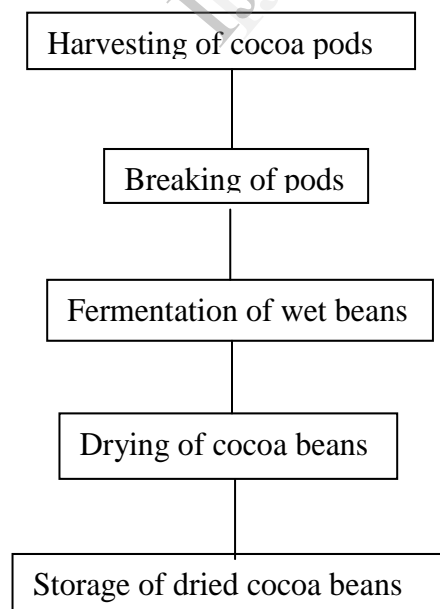 Harvesting of cocoa pods
Breaking of pods
Fermentation of wet beans
Drying of cocoa beans
Storage of dried cocoa beans